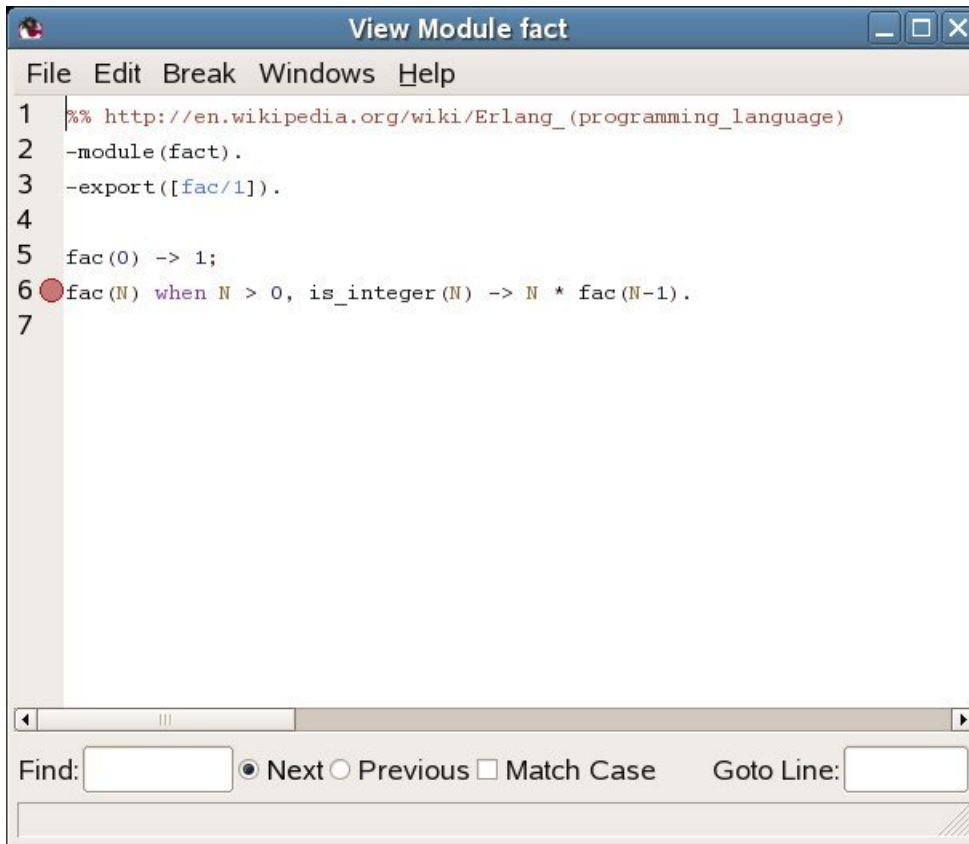 View Module fact
File Edit Break Windows Help
1 %% http://en.wikipedia.org/wiki/Erlang_(programming_language)
2 -module(fact).
3 -export([fac/1]).
4
5 fac(0) -> 1;
6 fac(N) when N > 0, is_integer(N) -> N * fac(N-1).
7
Find: Next Previous Match Case Goto Line: